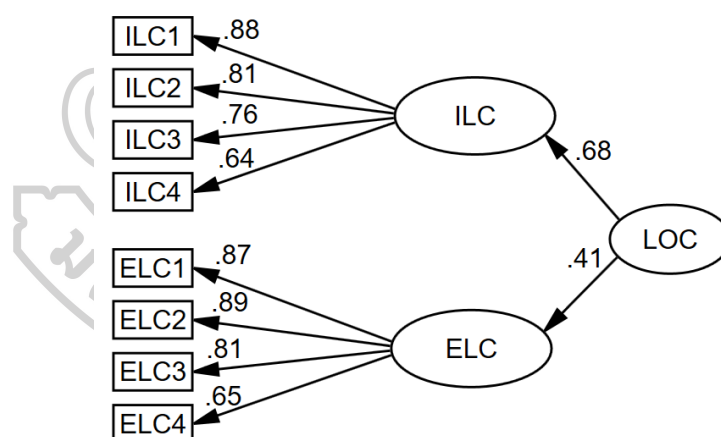 ILC1
.88
ILC2
.81
ILC3
.76
ILC4
.64
ILC
.68
LOC
.41
ELC1
.87
ELC2
.89
ELC3
.81
ELC4
.65
ELC